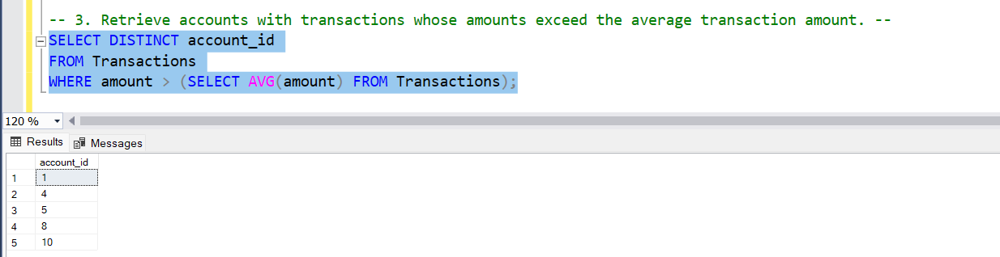 -- 3. Retrieve accounts with transactions whose amounts exceed the average transaction amount. --
SELECT DISTINCT account_id
FROM Transactions
WHERE amount > (SELECT AVG(amount) FROM Transactions);
120 %
Results Messages
account_id
1 1
2 4
3 5
4 8
5 10